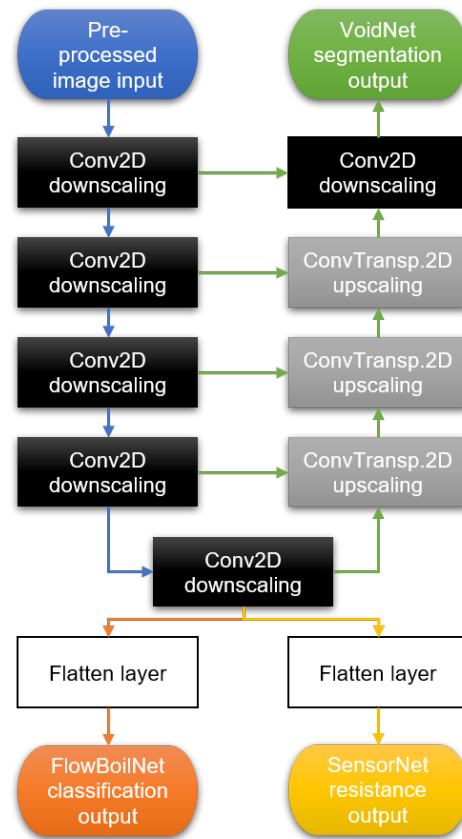 Pre-
processed
image input
VoidNet
segmentation
output
Conv2D
downscaling
Conv2D
downscaling
Conv2D
downscaling
ConvTransp.2D
upscaling
Conv2D
downscaling
ConvTransp.2D
upscaling
Conv2D
downscaling
ConvTransp.2D
upscaling
Conv2D
downscaling
Flatten layer
Flatten layer
FlowBoilNet
classification
output
SensorNet
resistance
output